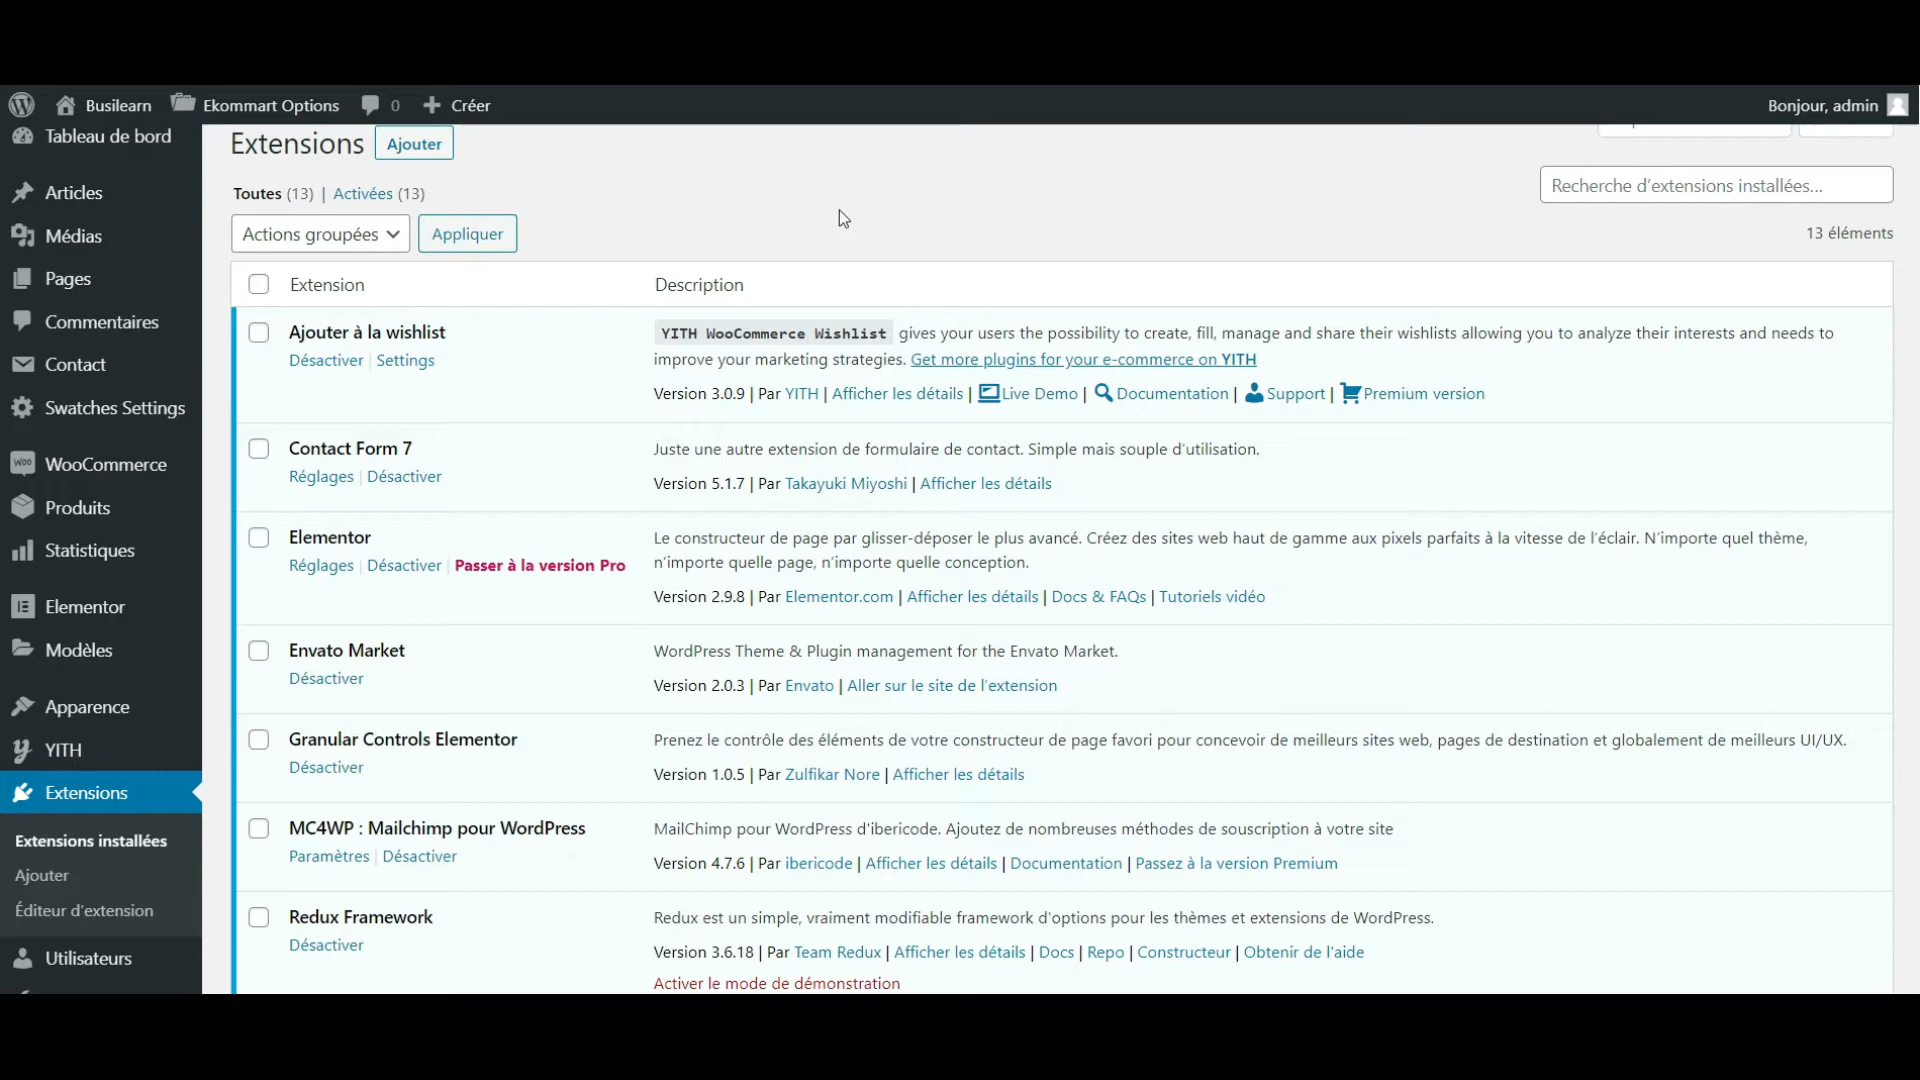 Busilearn Ekommart Options 0 Créer Bonjour, admin
Tableau de bord
Articles
Médias
Pages
Commentaires
Contact
Swatches Settings
WooCommerce
Produits
Statistiques
Elementor
Modèles
Apparence
YITH
Extensions
Extensions installées
Ajouter
Éditeur d’extension
Utilisateurs
Extensions Ajouter
Toutes (13) | Activées (13)
Recherche d’extensions installées...
Actions groupées Appliquer
13 éléments
Extension Description
Ajouter à la wishlist
Désactiver | Settings
YITH WooCommerce Wishlist gives your users the possibility to create, fill, manage and share their wishlists allowing you to analyze their interests and needs to
improve your marketing strategies. Get more plugins for your e-commerce on YITH
Version 3.0.9 | Par YITH | Afficher les détails | Live Demo | Documentation | Support | Premium version
Contact Form 7
Réglages | Désactiver
Juste une autre extension de formulaire de contact. Simple mais souple d’utilisation.
Version 5.1.7 | Par Takayuki Miyoshi | Afficher les détails
Elementor
Réglages | Désactiver | Passer à la version Pro
Le constructeur de page par glisser-déposer le plus avancé. Créez des sites web haut de gamme aux pixels parfaits à la vitesse de l’éclair. N’importe quel thème,
n’importe quelle page, n’importe quelle conception.
Version 2.9.8 | Par Elementor.com | Afficher les détails | Docs & FAQs | Tutoriels vidéo
Envato Market
Désactiver
WordPress Theme & Plugin management for the Envato Market.
Version 2.0.3 | Par Envato | Aller sur le site de l’extension
Granular Controls Elementor
Désactiver
Prenez le contrôle des éléments de votre constructeur de page favori pour concevoir de meilleurs sites web, pages de destination et globalement de meilleurs UI/UX.
Version 1.0.5 | Par Zulfikar Nore | Afficher les détails
MC4WP : Mailchimp pour WordPress
Paramètres | Désactiver
MailChimp pour WordPress d'ibericode. Ajoutez de nombreuses méthodes de souscription à votre site
Version 4.7.6 | Par ibericode | Afficher les détails | Documentation | Passez à la version Premium
Redux Framework
Désactiver
Redux est un simple, vraiment modifiable framework d’options pour les thèmes et extensions de WordPress.
Version 3.6.18 | Par Team Redux | Afficher les détails | Docs | Repo | Constructeur | Obtenir de l'aide
Activer le mode de démonstration